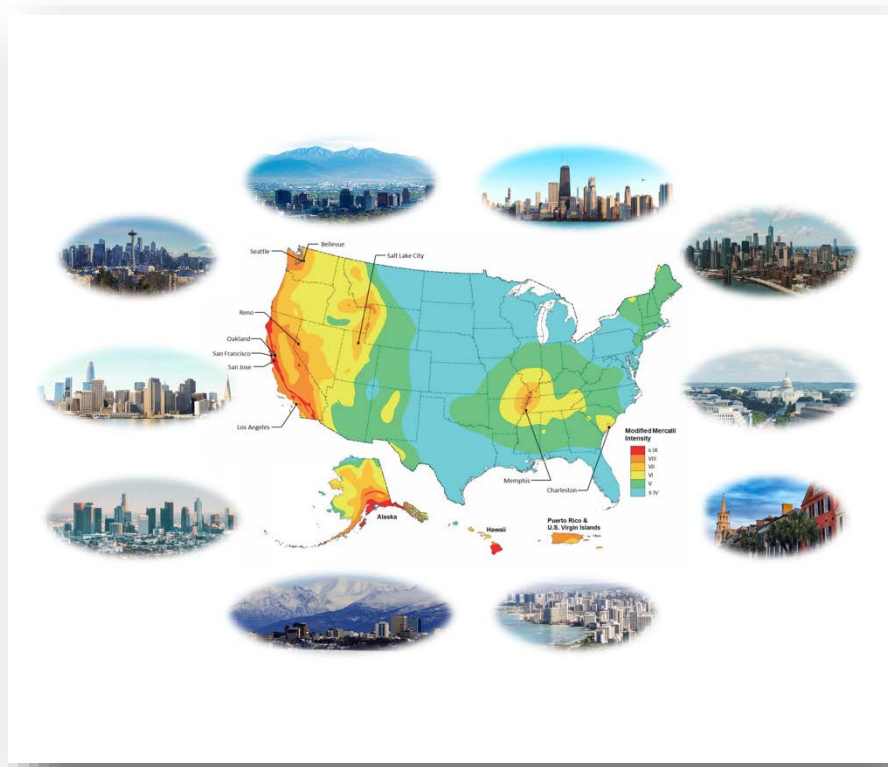 Bellevue
Seattle
Salt Lake City
Reno
Oakland
San Francisco
San Jose
Los Angeles
Memphis
Charleston
Modified Mercalli
Intensity
≥ IX
VIII
VII
VI
V
≤ IV
Alaska
Hawaii
Puerto Rico &
U.S. Virgin Islands